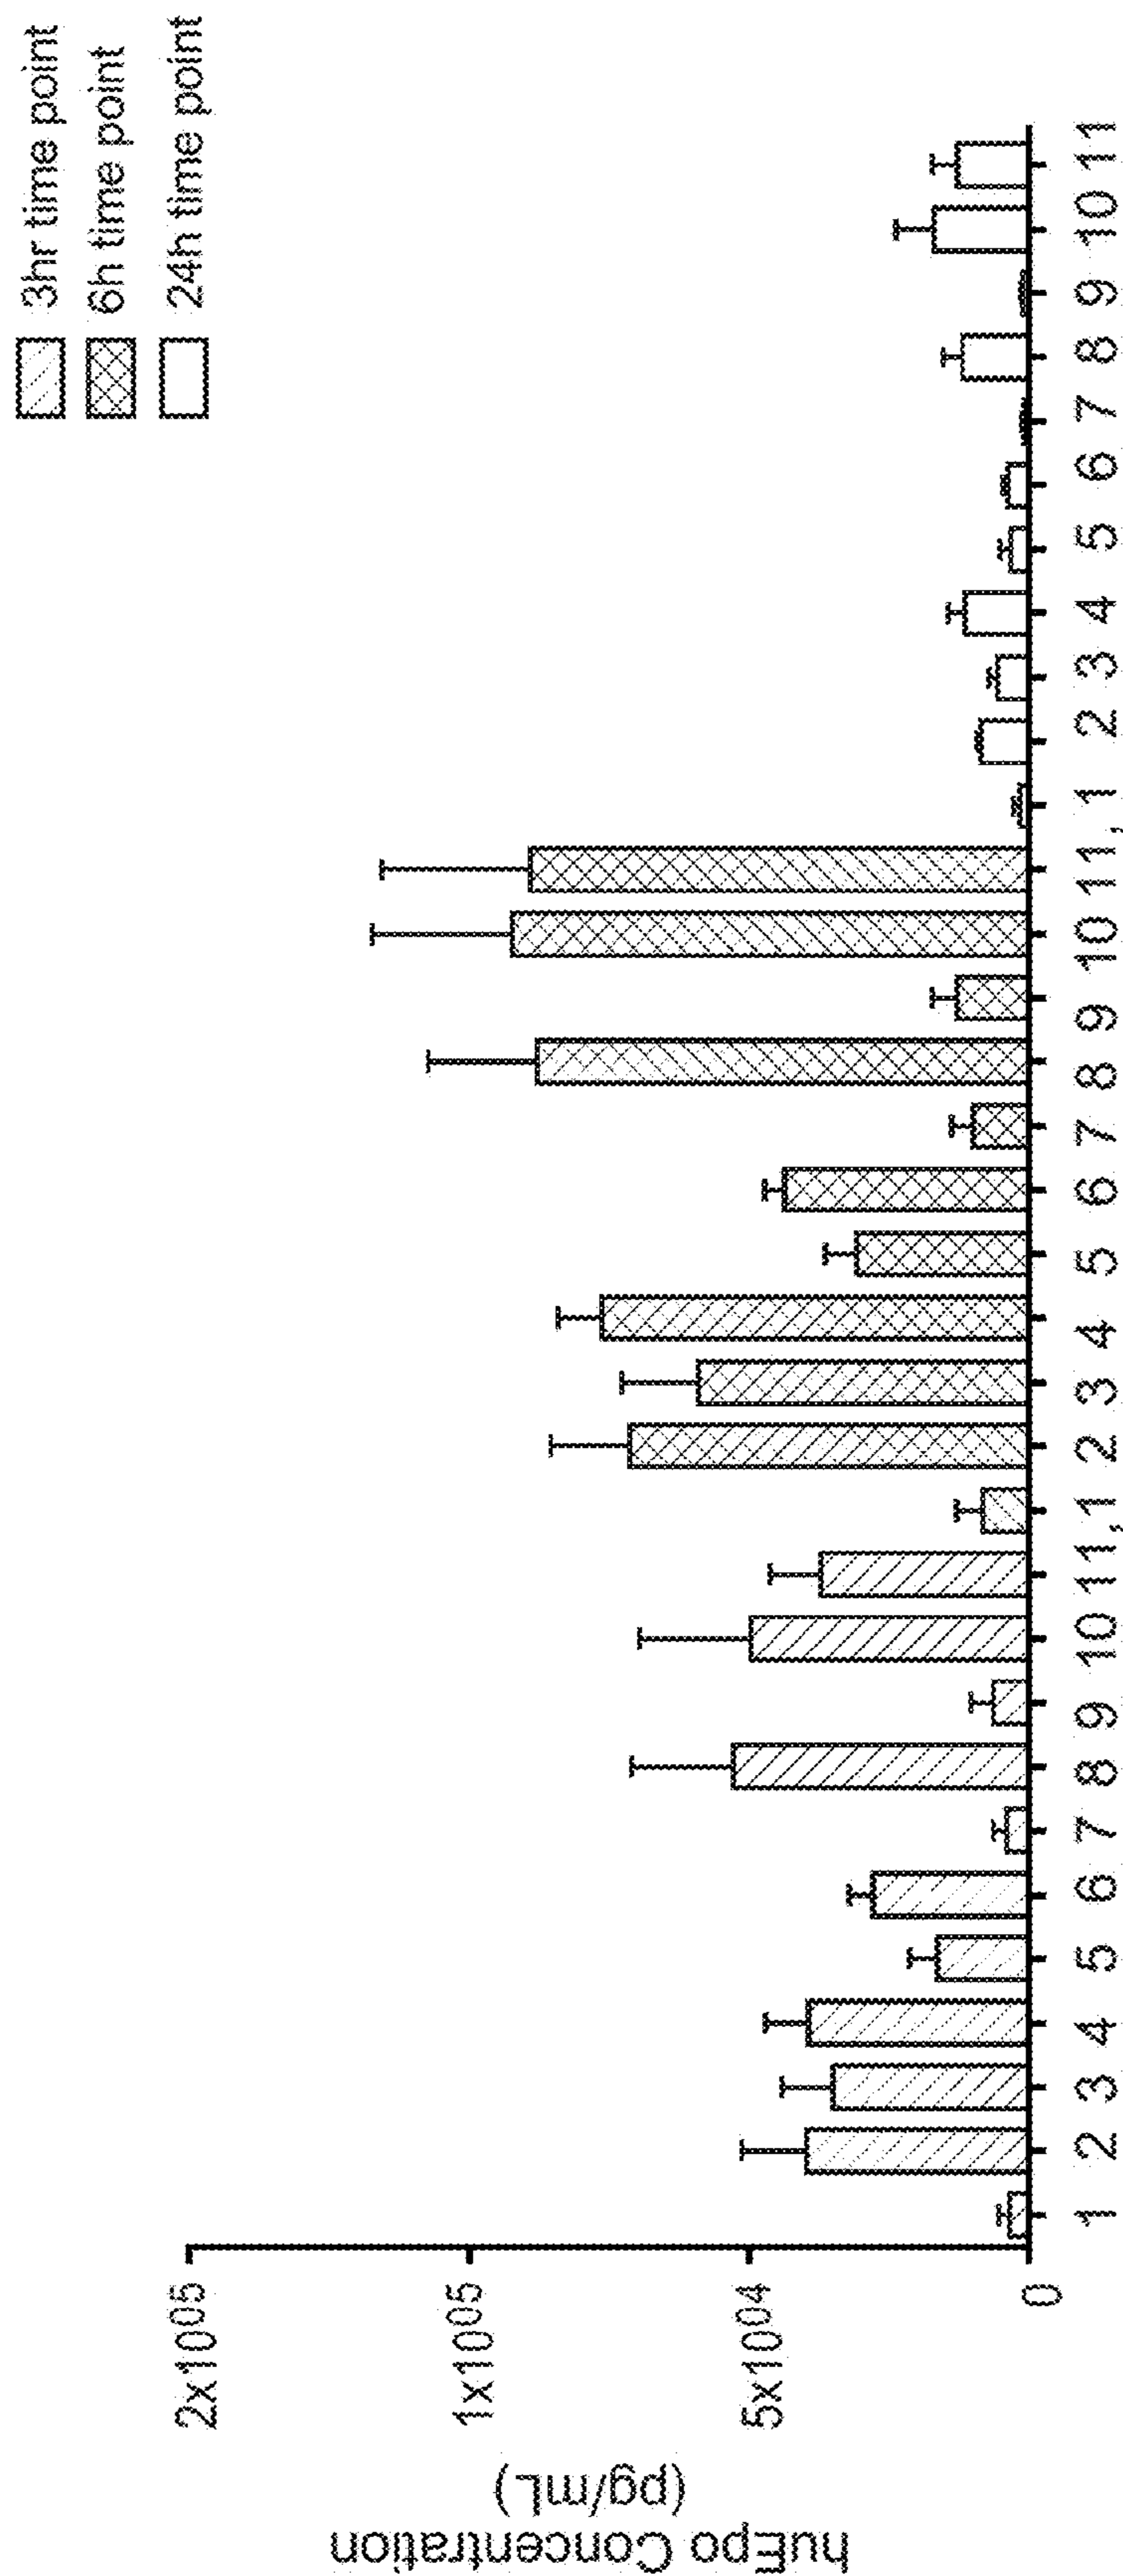 3hr time point
6h time point
24h time point
huEpo Concentration
(pg/mL)
2x10⁰⁵
1x10⁰⁵
5x10⁰⁴
0
1 2 3 4 5 6 7 8 9 10 11, 1 2 3 4 5 6 7 8 9 10 11, 1 2 3 4 5 6 7 8 9 10 11